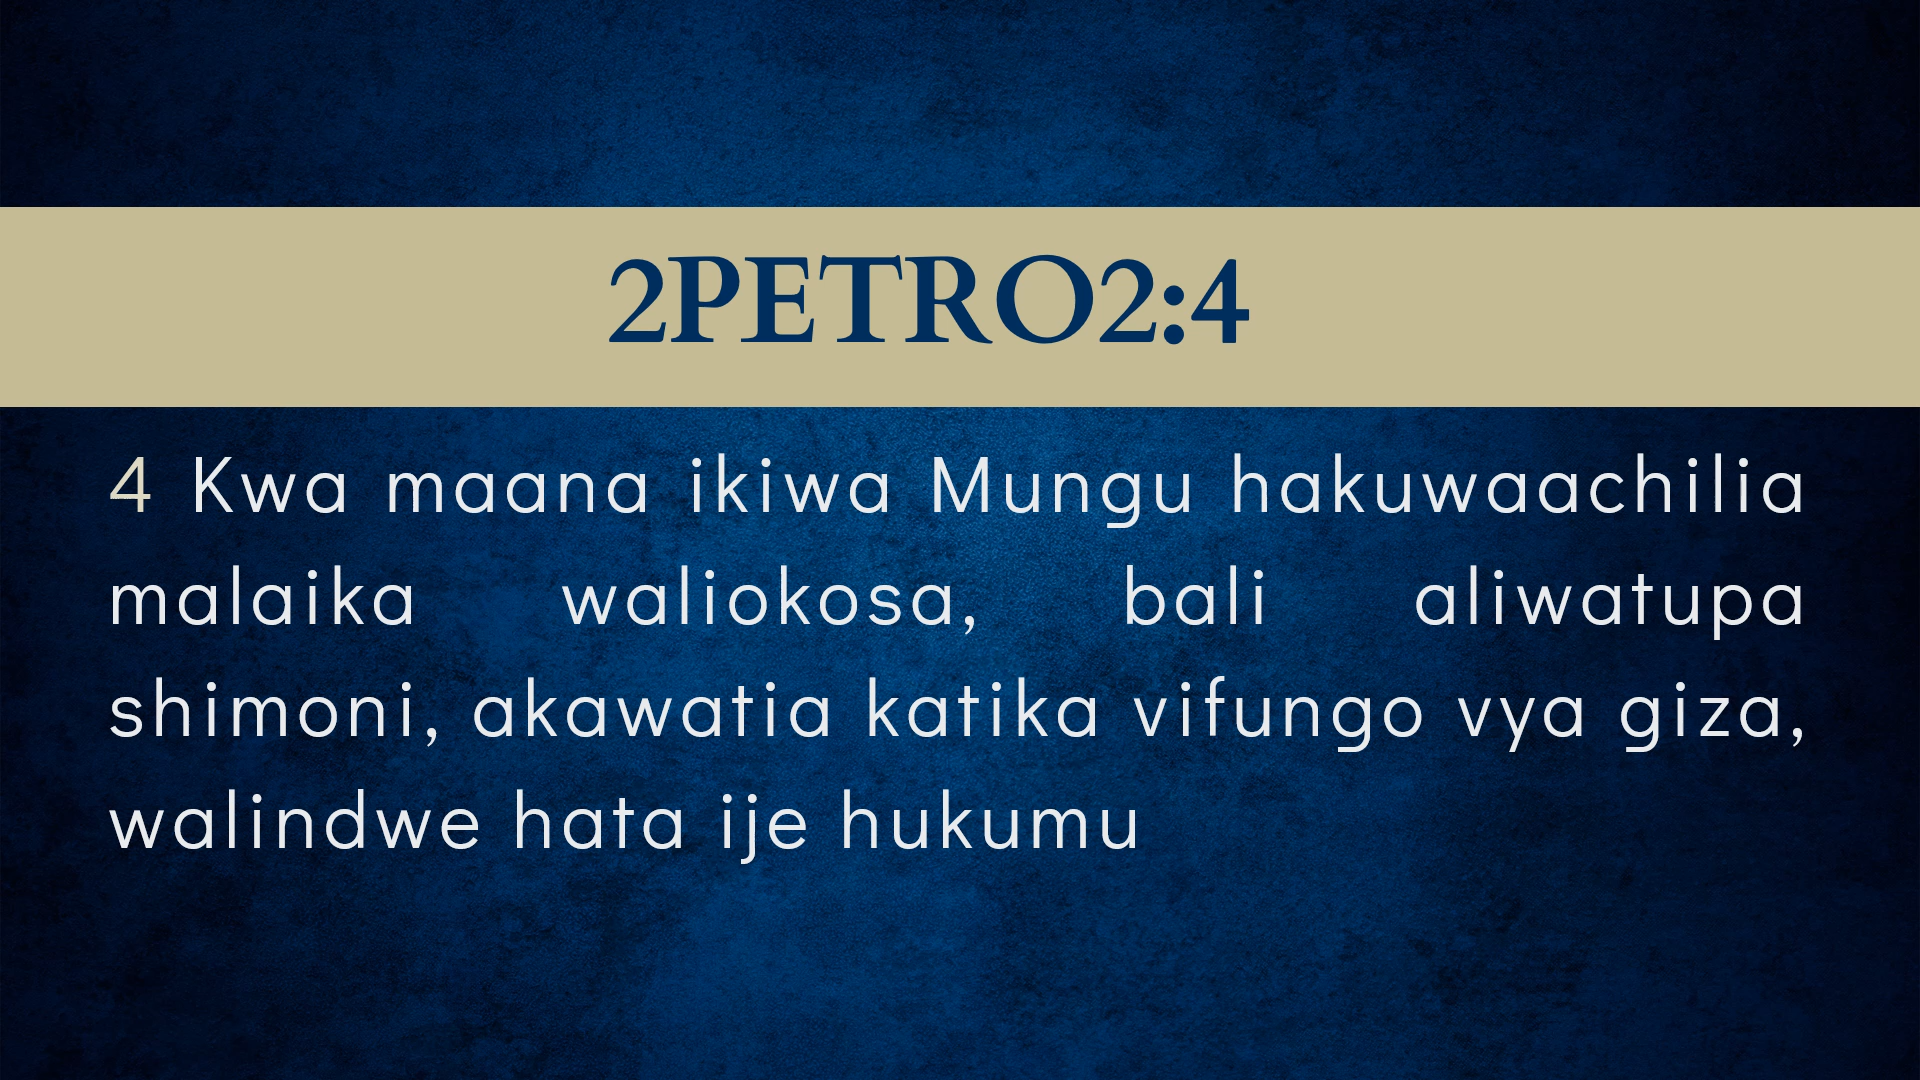 2PETRO2:4
4 Kwa maana ikiwa Mungu hakuwaachilia
malaika waliokosa, bali aliwatupa
shimoni, akawatia katika vifungo vya giza,
walindwe hata ije hukumu